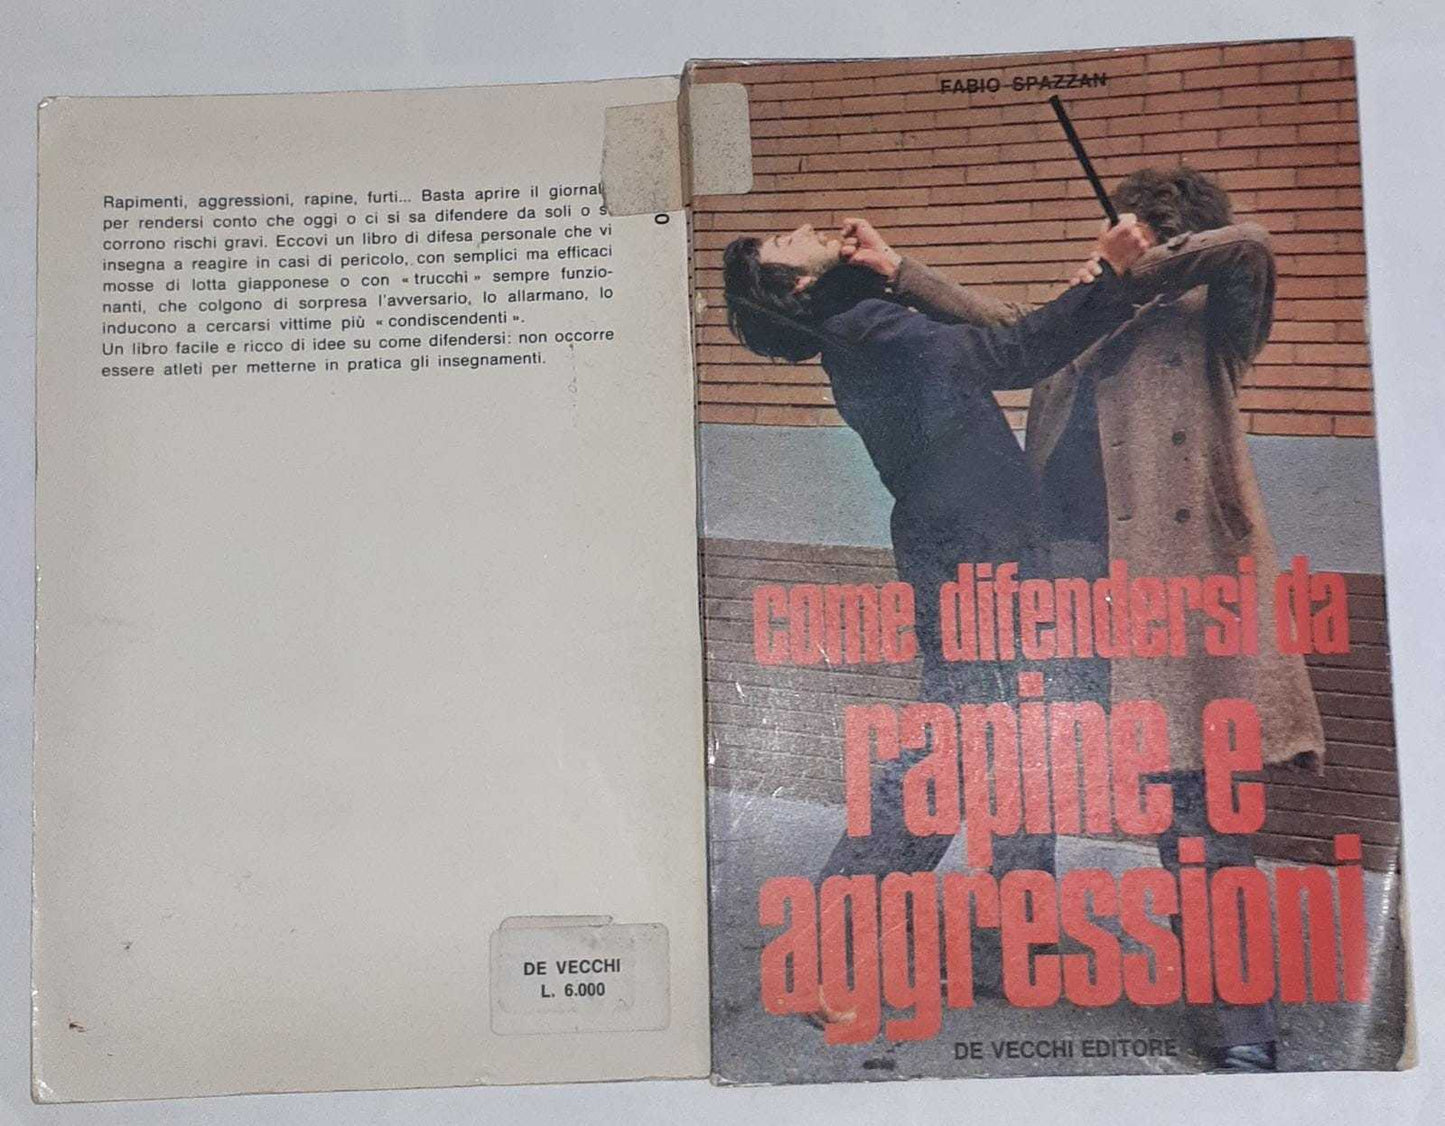 Rapimenti, aggressioni, rapine, furti... Basta aprire il giornal
per rendersi conto che oggi o ci si sa difendere da soli o s
corrono rischi gravi. Eccovi un libro di difesa personale che vi
insegna a reagire in casi di pericolo, con semplici ma efficaci
mosse di lotta giapponese o con « trucchi » sempre funzio-
nanti, che colgono di sorpresa l'avversario, lo allarmano, lo
inducono a cercarsi vittime più « condiscendenti ».
Un libro facile e ricco di idee su come difendersi: non occorre
essere atleti per metterne in pratica gli insegnamenti.
DE VECCHI
L. 6.000
FABIO SPAZZAN
come difendersi da
rapine e
aggressioni
DE VECCHI EDITORE